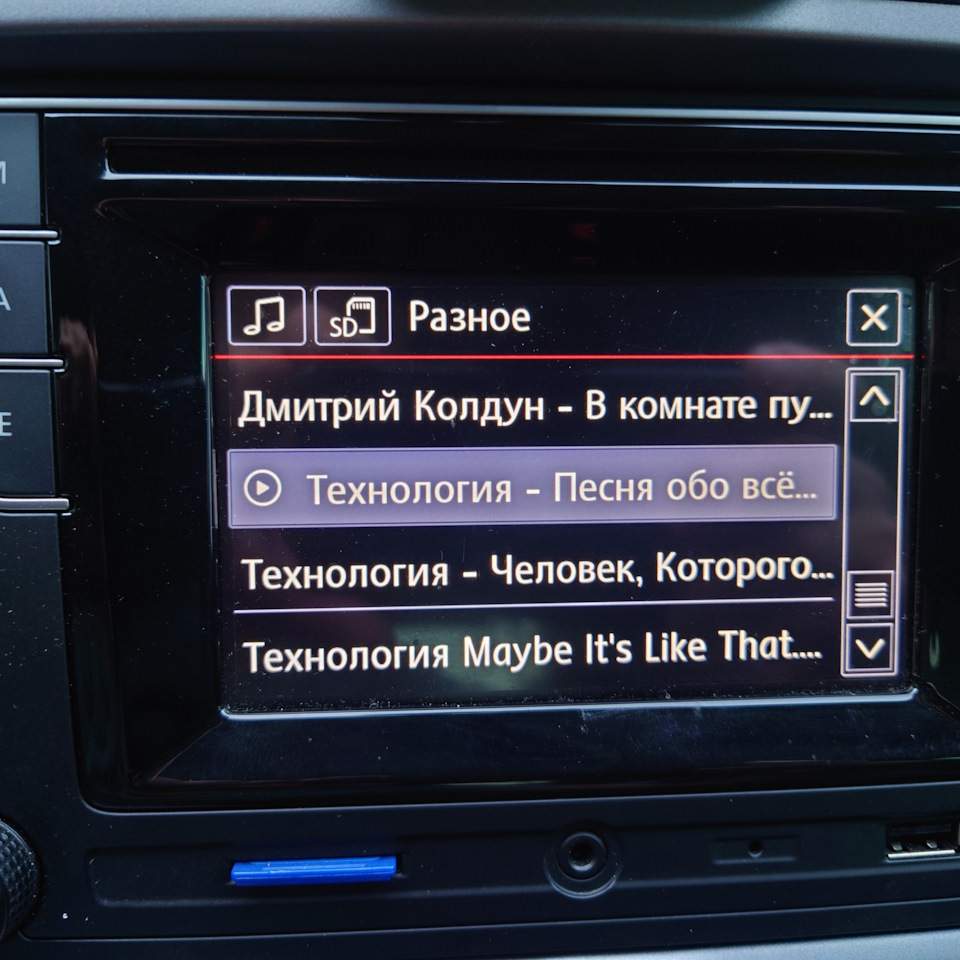 SD Разное
Дмитрий Колдун - В комнате пу...
Технология - Песня обо всё...
Технология - Человек, Которого...
Технология Maybe It's Like That....